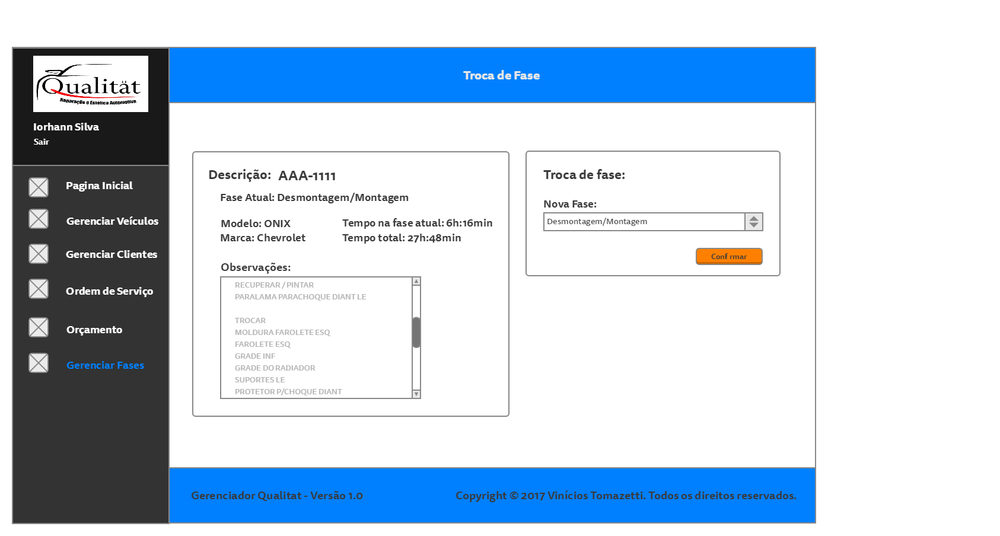 Qualität
Reparação e Estética Automotiva
Iorhann Silva
Sair
Pagina Inicial
Gerenciar Veículos
Gerenciar Clientes
Ordem de Serviço
Orçamento
Gerenciar Fases
Troca de Fase
Descrição: AAA-1111
Fase Atual: Desmontagem/Montagem
Modelo: ONIX
Marca: Chevrolet
Tempo na fase atual: 6h:16min
Tempo total: 27h:48min
Observações:
RECUPERAR / PINTAR
PARALAMA PARACHOQUE DIANT LE
TROCAR
MOLDURA FAROLETE ESQ
FAROLETE ESQ
GRADE INF
GRADE DO RADIADOR
SUPORTES LE
PROTETOR P/CHOQUE DIANT
Troca de fase:
Nova Fase:
Desmontagem/Montagem
Conf rmar
Gerenciador Qualitat - Versão 1.0
Copyright © 2017 Vinícios Tomazetti. Todos os direitos reservados.